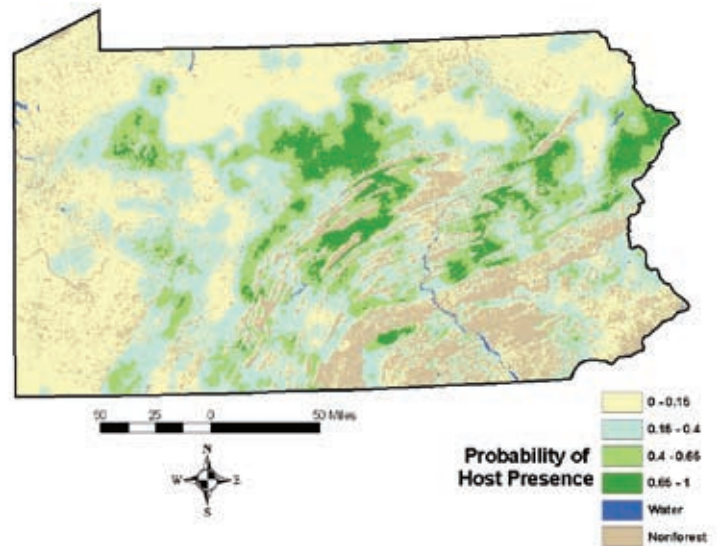 50 25 0 50 Miles
N
W E
S
Probability of
Host Presence
0 - 0.15
0.15 - 0.4
0.4 - 0.65
0.65 - 1
Water
Nonforest